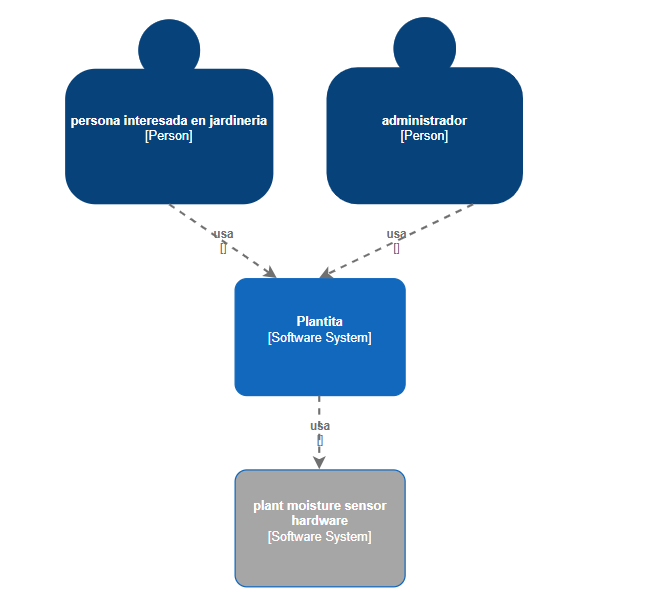 persona interesada en jardineria
[Person]
administrador
[Person]
usa
[]
usa
[]
Plantita
[Software System]
usa
[]
plant moisture sensor
hardware
[Software System]